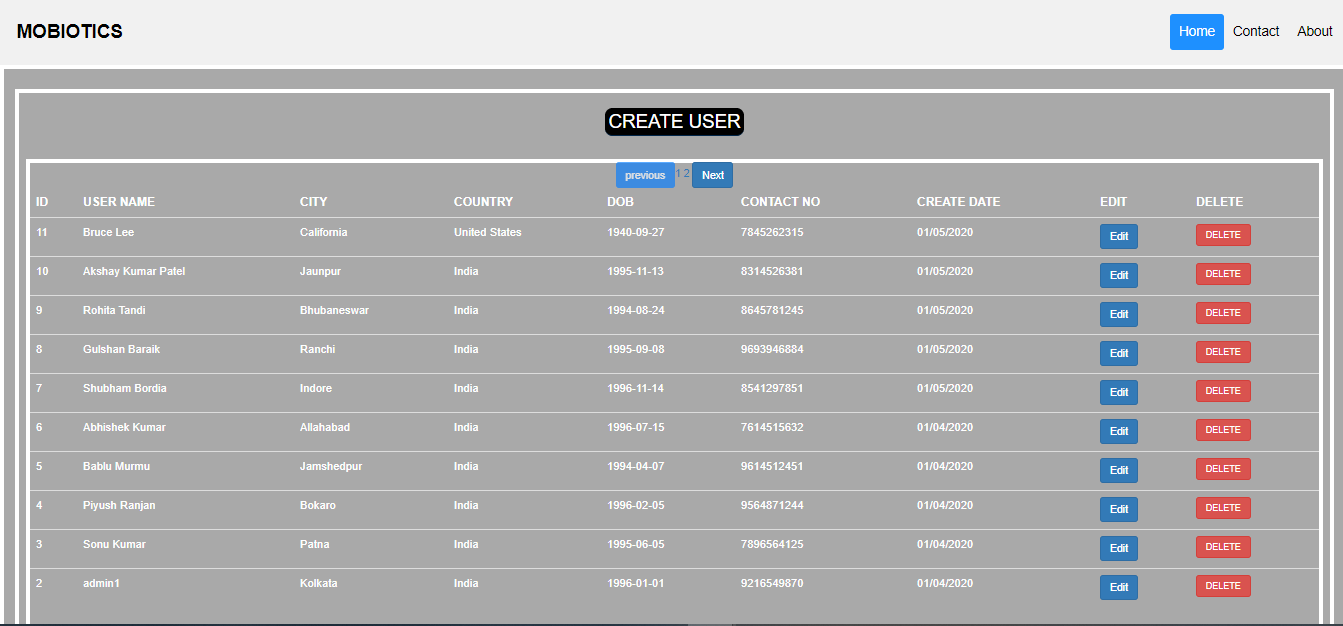 MOBIOTICS Home Contact About
CREATE USER
previous 1 2 Next
ID USER NAME CITY COUNTRY DOB CONTACT NO CREATE DATE EDIT DELETE
11 Bruce Lee California United States 1940-09-27 7845262315 01/05/2020 Edit DELETE
10 Akshay Kumar Patel Jaunpur India 1995-11-13 8314526381 01/05/2020 Edit DELETE
9 Rohita Tandi Bhubaneswar India 1994-08-24 8645781245 01/05/2020 Edit DELETE
8 Gulshan Baraik Ranchi India 1995-09-08 9693946884 01/05/2020 Edit DELETE
7 Shubham Bordia Indore India 1996-11-14 8541297851 01/05/2020 Edit DELETE
6 Abhishek Kumar Allahabad India 1996-07-15 7614515632 01/04/2020 Edit DELETE
5 Bablu Murmu Jamshedpur India 1994-04-07 9614512451 01/04/2020 Edit DELETE
4 Piyush Ranjan Bokaro India 1996-02-05 9564871244 01/04/2020 Edit DELETE
3 Sonu Kumar Patna India 1995-06-05 7896564125 01/04/2020 Edit DELETE
2 admin1 Kolkata India 1996-01-01 9216549870 01/04/2020 Edit DELETE